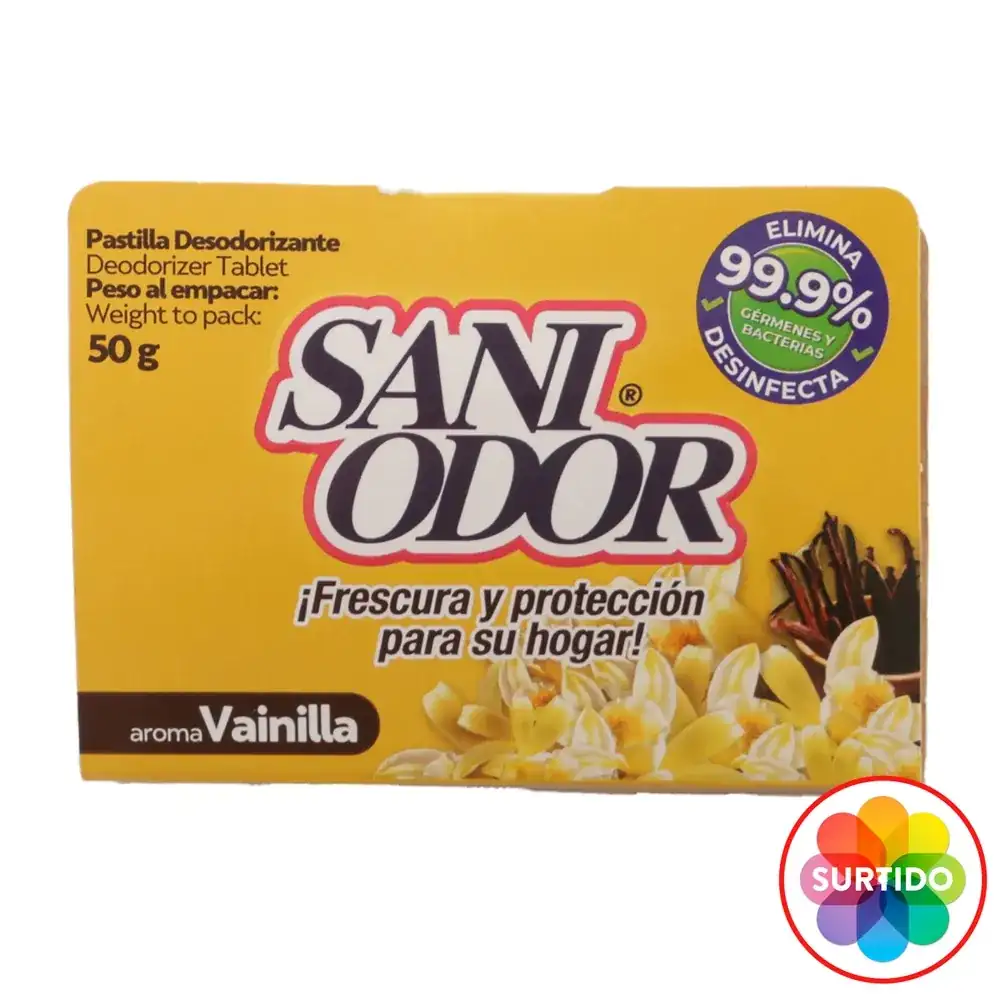 Pastilla Desodorizante
Deodorizer Tablet
Peso al empacar:
Weight to pack:
50 g
ELIMINA
99.9%
GÉRMENES Y
BACTERIAS
DESINFECTA
SANI
ODOR®
¡Frescura y protección
para su hogar!
aroma Vainilla
SURTIDO